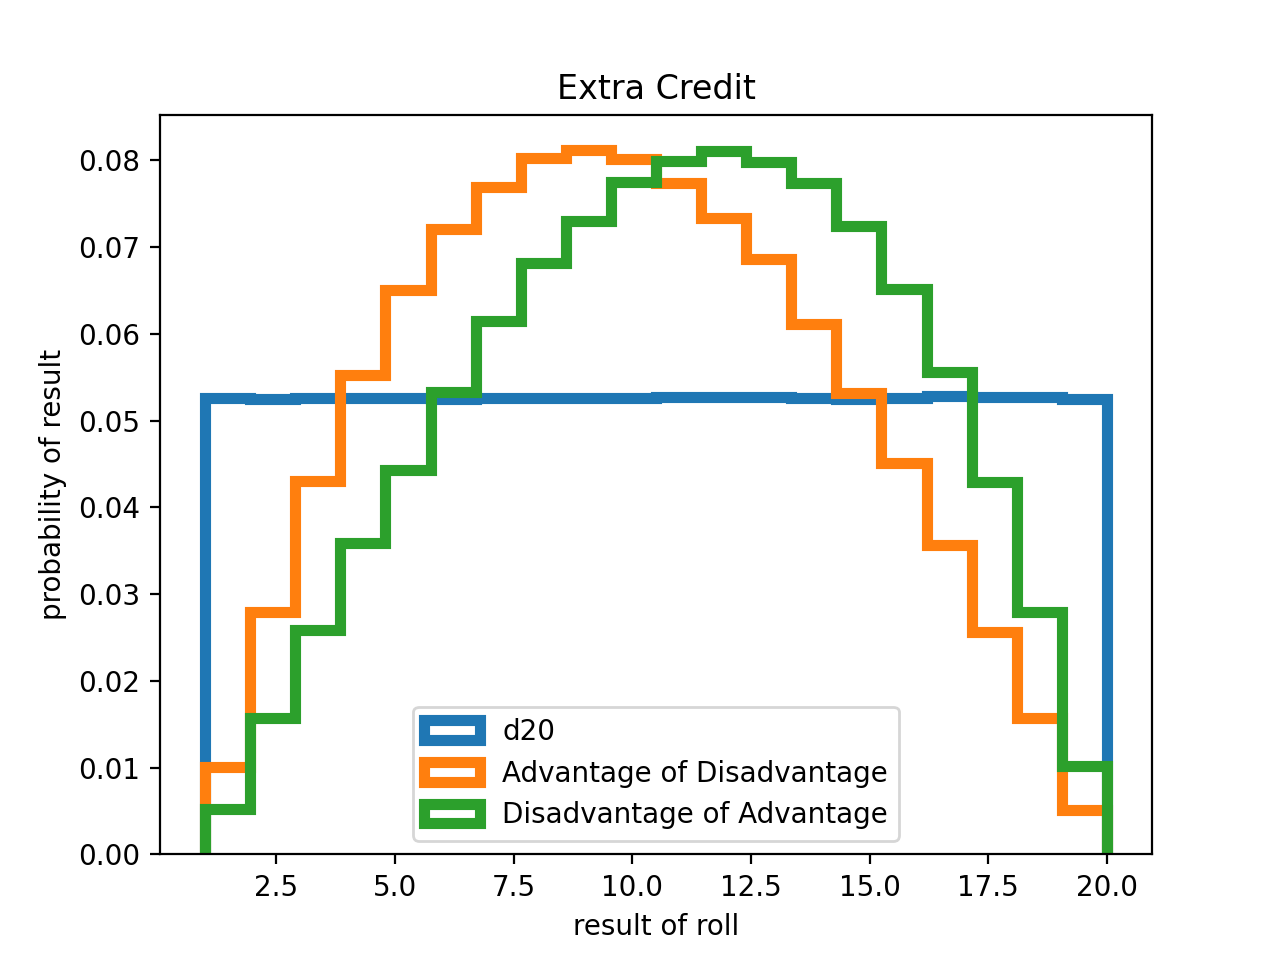 Extra Credit
probability of result
0.08
0.07
0.06
0.05
0.04
0.03
0.02
0.01
0.00
d20
Advantage of Disadvantage
Disadvantage of Advantage
2.5 5.0 7.5 10.0 12.5 15.0 17.5 20.0
result of roll